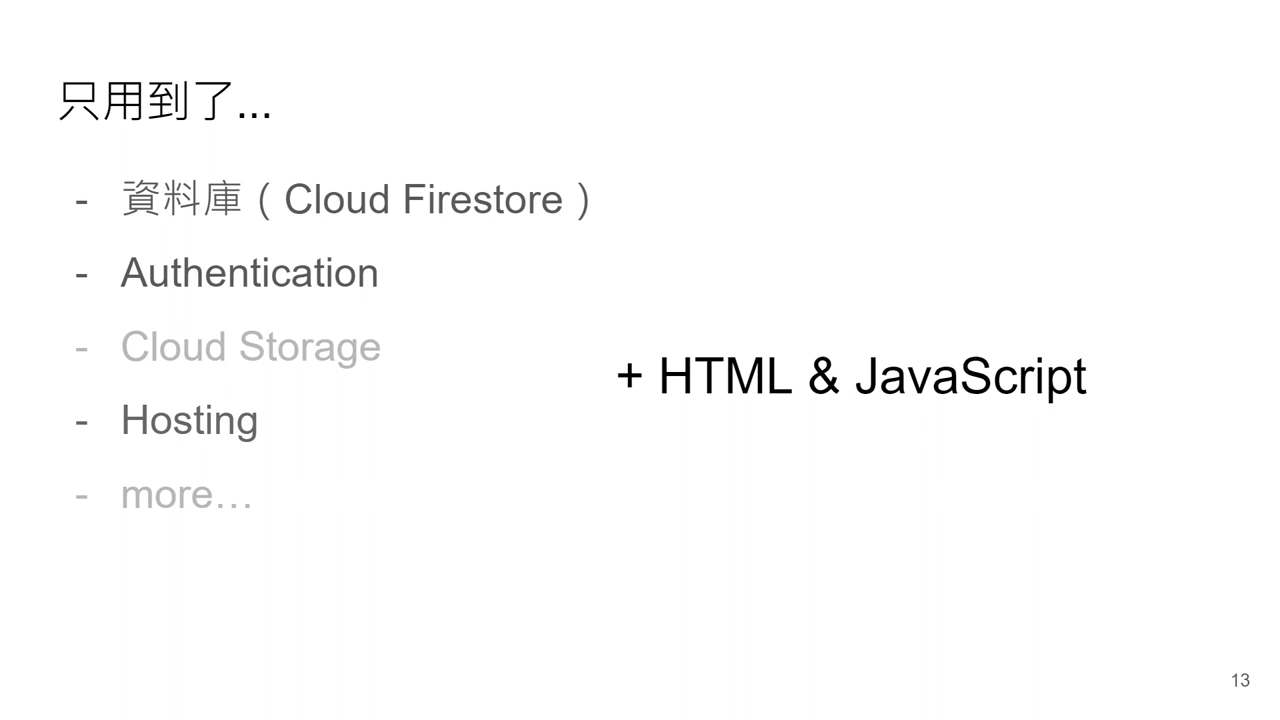 只用到了...
- 資料庫（Cloud Firestore）
- Authentication
- Cloud Storage
- Hosting
- more…
+ HTML & JavaScript
13